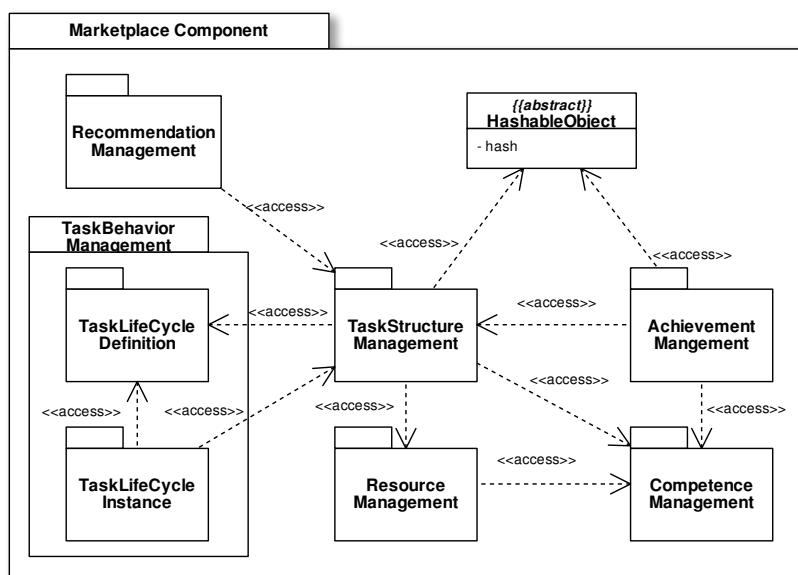 Marketplace Component
Recommendation
Management
{{abstract}}
HashableObject
- hash
<<access>>
<<access>>
<<access>>
TaskBehavior
Management
TaskLifeCycle
Definition
<<access>>
TaskStructure
Management
<<access>>
Achievement
Mangement
<<access>>
<<access>>
<<access>>
<<access>>
<<access>>
TaskLifeCycle
Instance
Resource
Management
<<access>>
Competence
Management